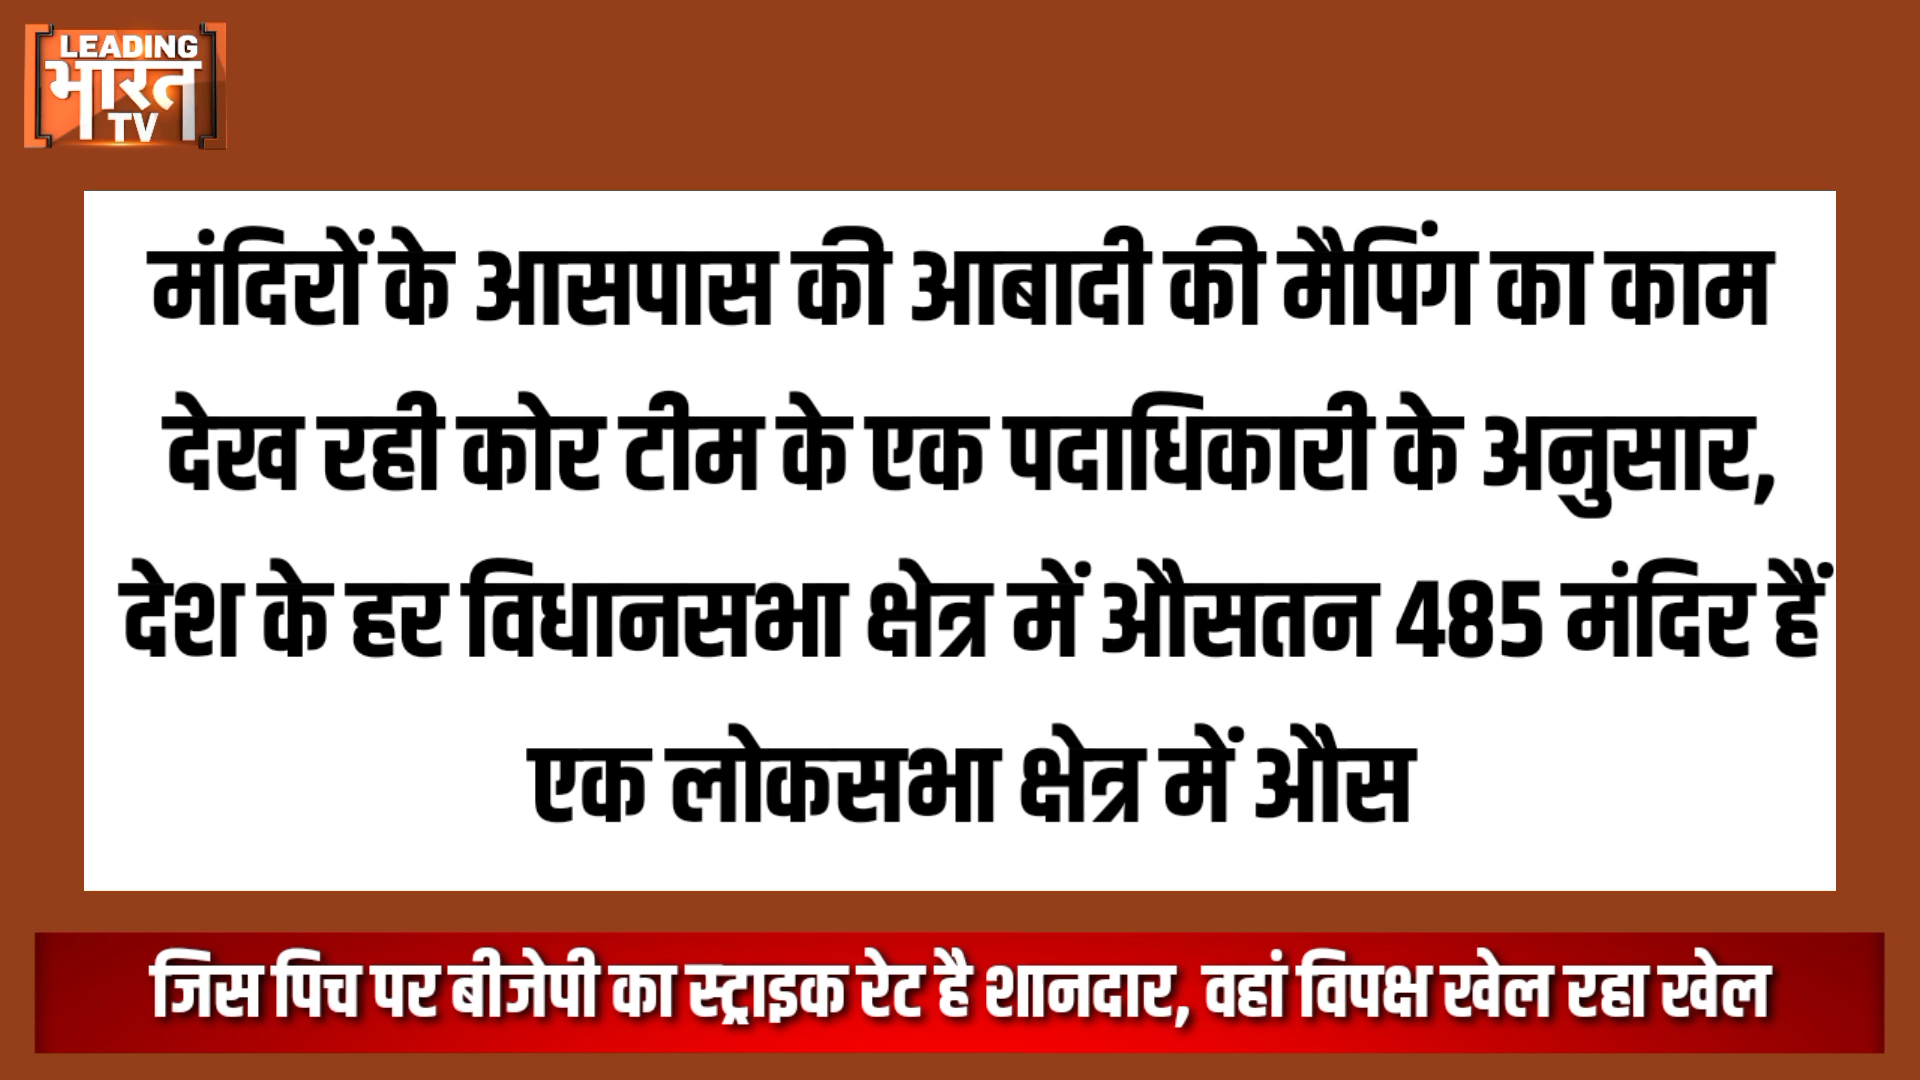 LEADING
भारत
TV
मंदिरों के आसपास की आबादी की मैपिंग का काम
देख रही कोर टीम के एक पदाधिकारी के अनुसार,
देश के हर विधानसभा क्षेत्र में औसतन 485 मंदिर हैं
एक लोकसभा क्षेत्र में औस
जिस पिच पर बीजेपी का स्ट्राइक रेट है शानदार, वहां विपक्ष खेल रहा खेल